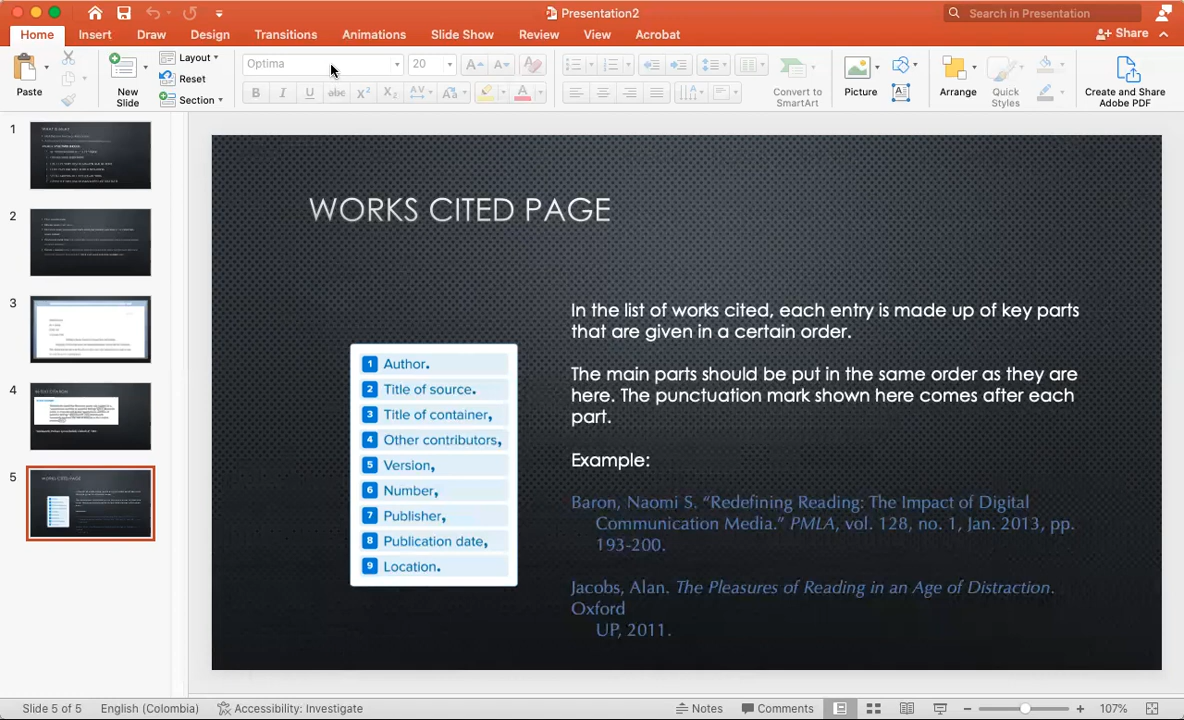 Presentation2
Search in Presentation
Home Insert Draw Design Transitions Animations Slide Show Review View Acrobat Share
Paste
New
Slide
Layout
Reset
Section
Optima 20
Convert to
SmartArt
Picture
Arrange
Quick
Styles
Create and Share
Adobe PDF
1
2
3
4
5
WORKS CITED PAGE
1 Author.
2 Title of source.
3 Title of container,
4 Other contributors,
5 Version,
6 Number,
7 Publisher,
8 Publication date,
9 Location.
In the list of works cited, each entry is made up of key parts
that are given in a certain order.
The main parts should be put in the same order as they are
here. The punctuation mark shown here comes after each
part.
Example:
Baron, Naomi S. “Redefining Reading: The Impact of Digital
Communication Media.” PMLA, vol. 128, no. 1, Jan. 2013, pp.
193-200.
Jacobs, Alan. The Pleasures of Reading in an Age of Distraction.
Oxford
UP, 2011.
Slide 5 of 5 English (Colombia) Accessibility: Investigate Notes Comments 107%